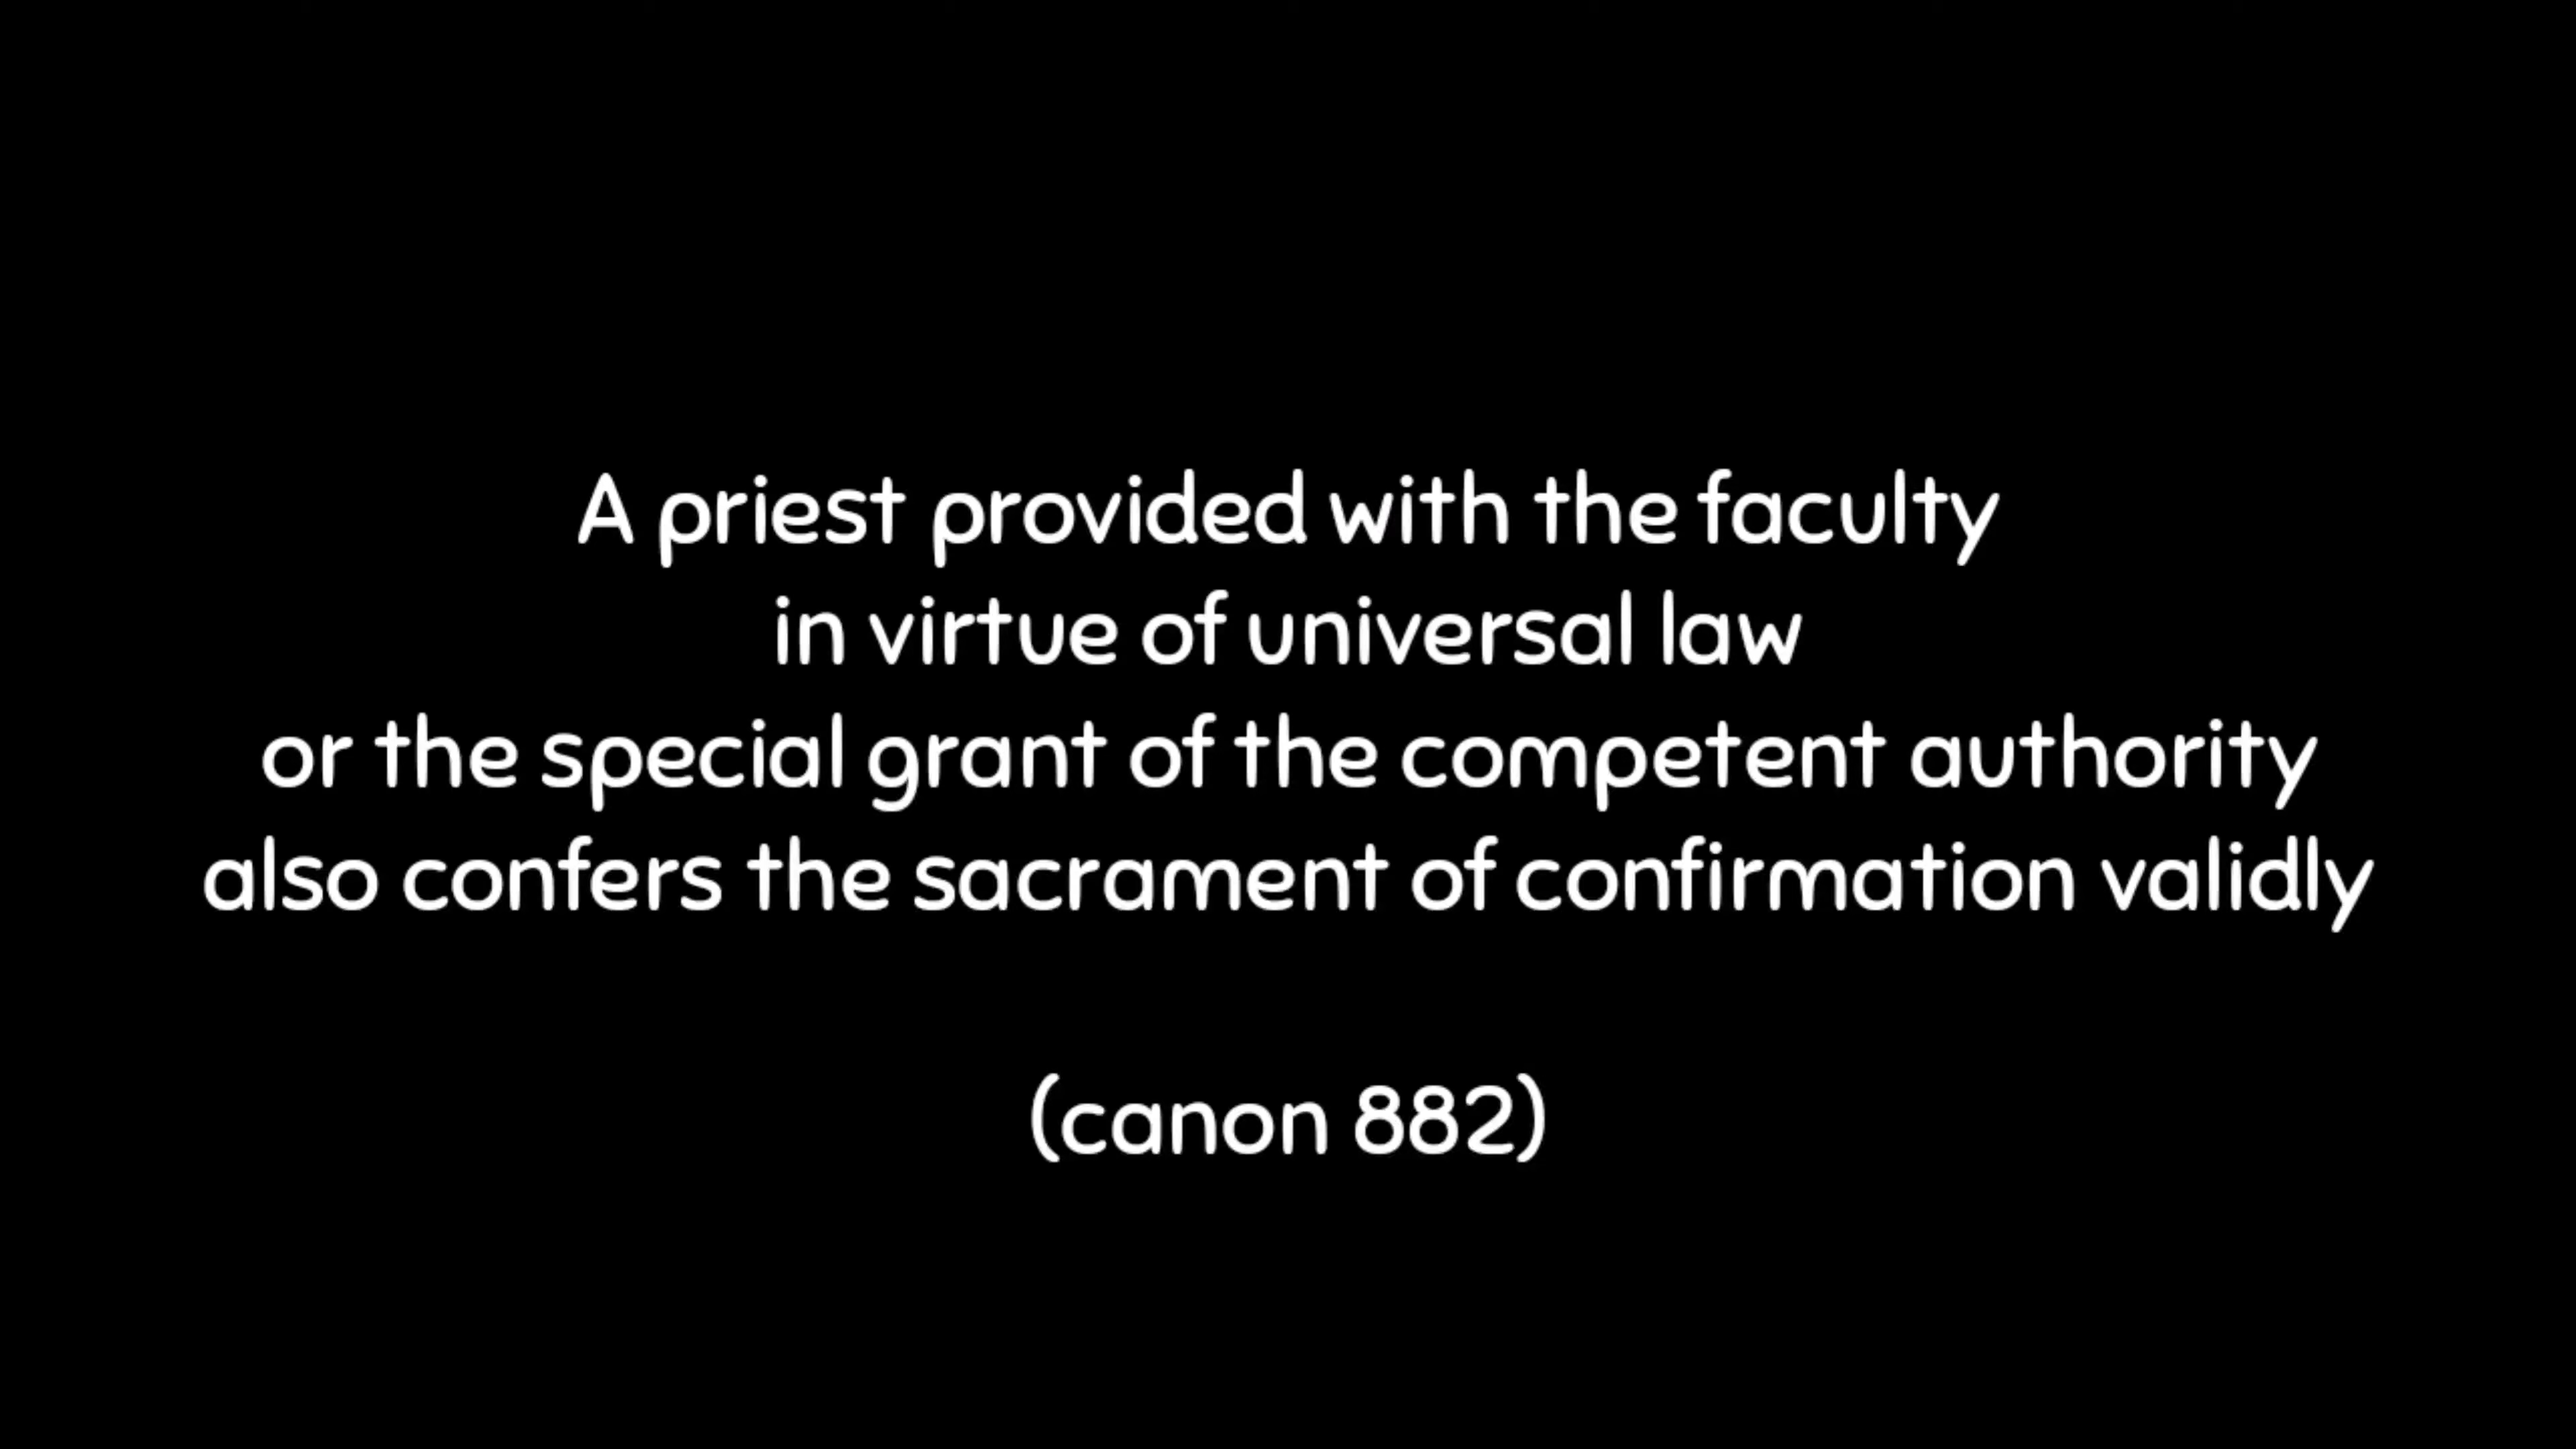 A priest provided with the faculty
in virtue of universal law
or the special grant of the competent authority
also confers the sacrament of confirmation validly
(canon 882)